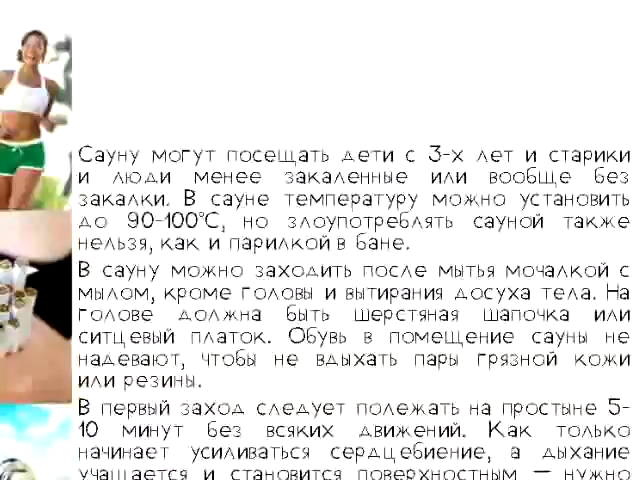 Сауну могут посещать дети с 3-х лет и старики
и люди менее закаленные или вообще без
закалки. В сауне температуру можно установить
до 90-100°С, но злоупотреблять сауной также
нельзя, как и парилкой в бане.
В сауну можно заходить после мытья мочалкой с
мылом, кроме головы и вытирания досуха тела. На
голове должна быть шерстяная шапочка или
ситцевый платок. Обувь в помещение сауны не
надевают, чтобы не вдыхать пары грязной кожи
или резины.
В первый заход следует полежать на простыне 5-
10 минут без всяких движений. Как только
начинает усиливаться сердцебиение, а дыхание
учащается и становится поверхностным – нужно